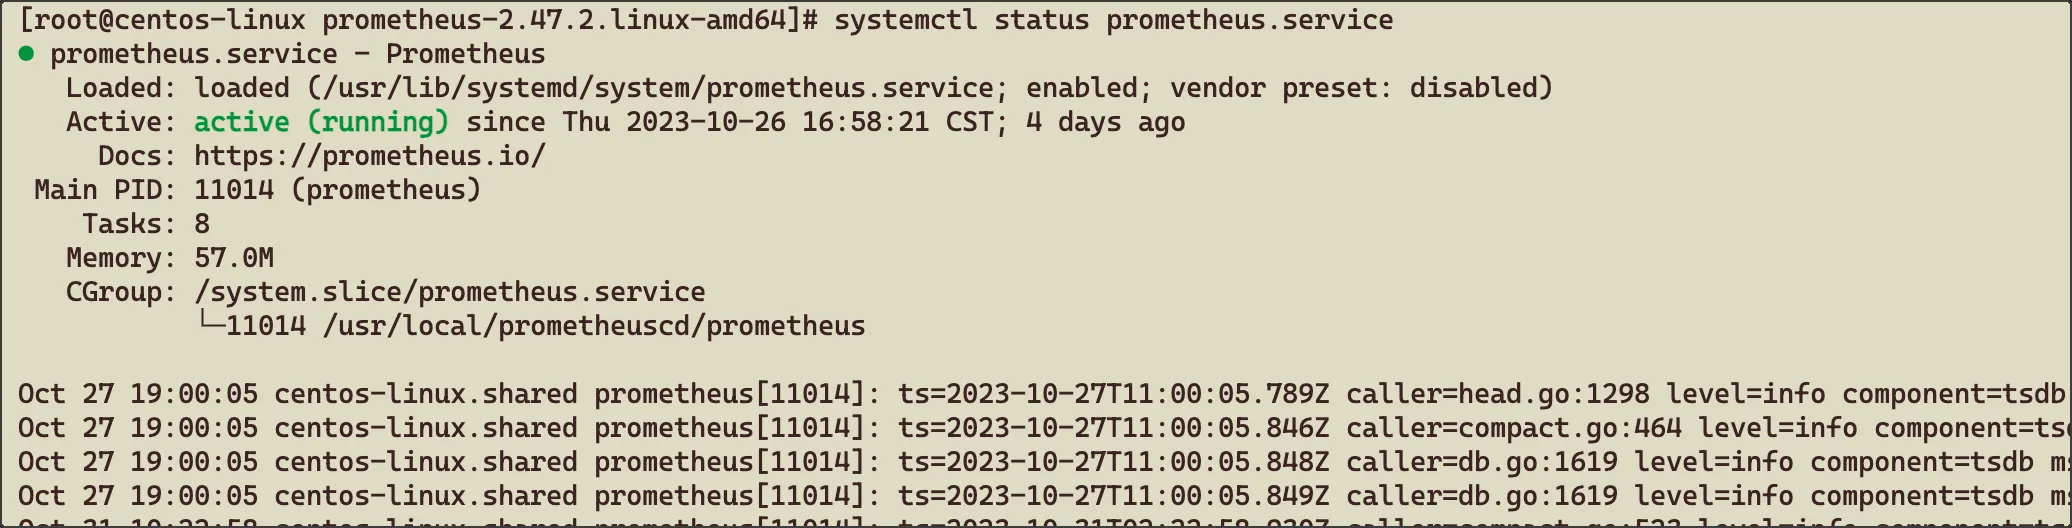 [root@centos-linux prometheus-2.47.2.linux-amd64]# systemctl status prometheus.service
● prometheus.service - Prometheus
Loaded: loaded (/usr/lib/systemd/system/prometheus.service; enabled; vendor preset: disabled)
Active: active (running) since Thu 2023-10-26 16:58:21 CST; 4 days ago
Docs: https://prometheus.io/
Main PID: 11014 (prometheus)
Tasks: 8
Memory: 57.0M
CGroup: /system.slice/prometheus.service
└─11014 /usr/local/prometheuscd/prometheus
Oct 27 19:00:05 centos-linux.shared prometheus[11014]: ts=2023-10-27T11:00:05.789Z caller=head.go:1298 level=info component=tsdb
Oct 27 19:00:05 centos-linux.shared prometheus[11014]: ts=2023-10-27T11:00:05.846Z caller=compact.go:464 level=info component=ts
Oct 27 19:00:05 centos-linux.shared prometheus[11014]: ts=2023-10-27T11:00:05.848Z caller=db.go:1619 level=info component=tsdb m
Oct 27 19:00:05 centos-linux.shared prometheus[11014]: ts=2023-10-27T11:00:05.849Z caller=db.go:1619 level=info component=tsdb m